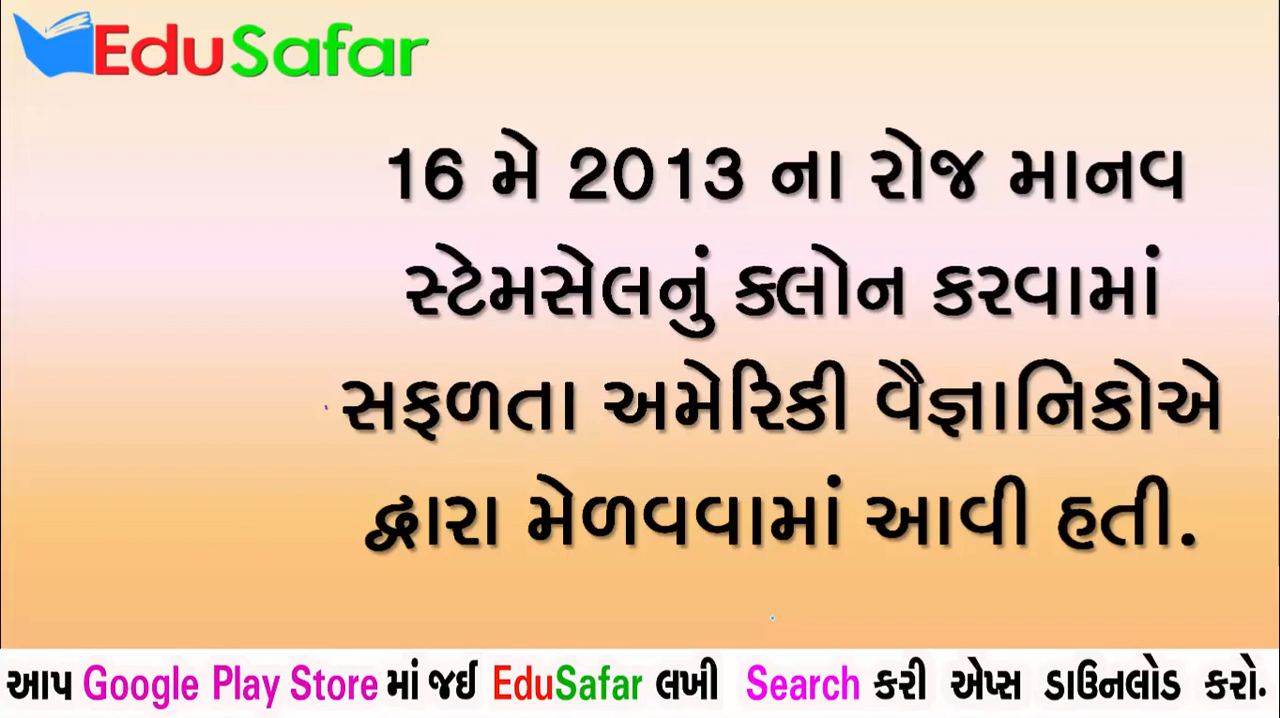 EduSafar
16 મે 2013 ના રોજ માનવ
સ્ટેમસેલનું ક્લોન કરવામાં
સફળતા અમેરિકી વૈજ્ઞાનિકોએ
દ્વારા મેળવવામાં આવી હતી.
આપ Google Play Store માં જઈ EduSafar લખી Search કરી એપ્સ ડાઉનલોડ કરો.